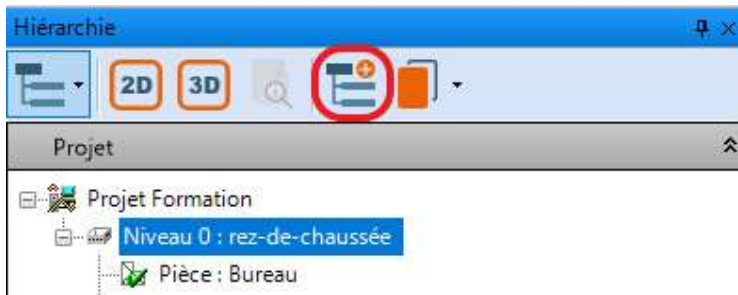 Hiérarchie
2D 3D
Projet
Projet Formation
Niveau 0 : rez-de-chaussée
Pièce : Bureau